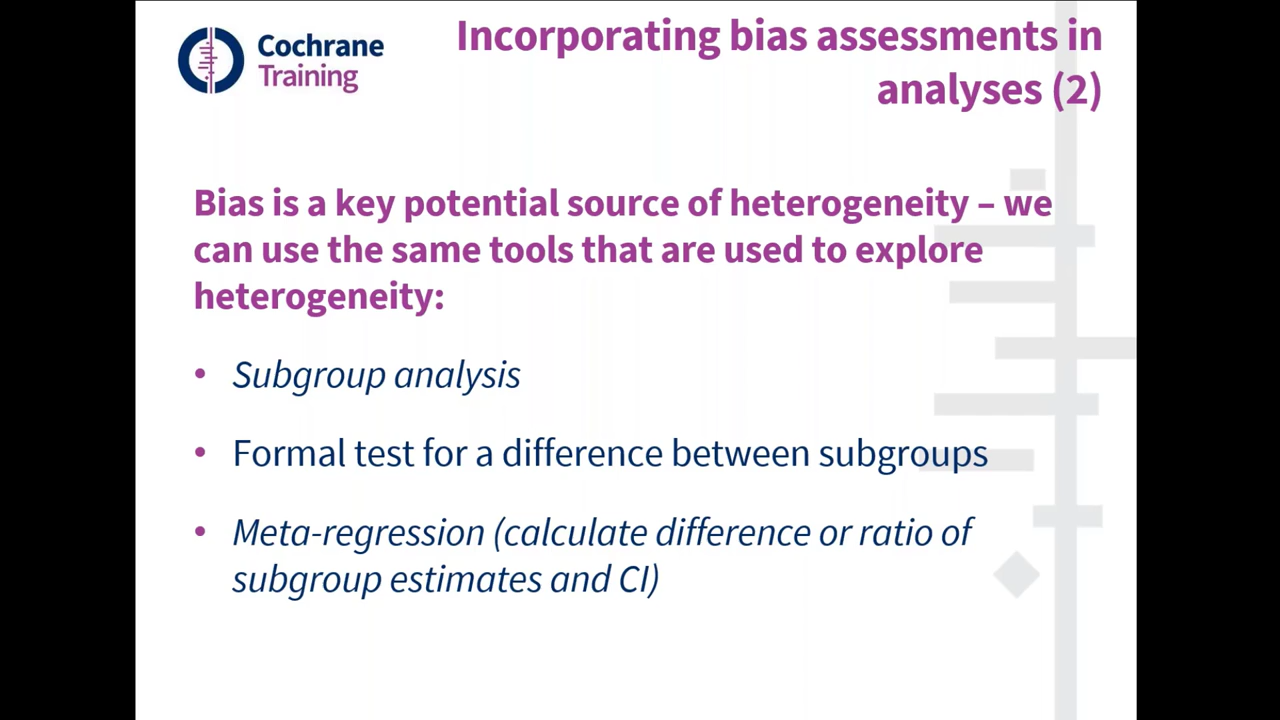 Cochrane
Training
Incorporating bias assessments in
analyses (2)
Bias is a key potential source of heterogeneity – we
can use the same tools that are used to explore
heterogeneity:
• Subgroup analysis
• Formal test for a difference between subgroups
• Meta-regression (calculate difference or ratio of
subgroup estimates and CI)